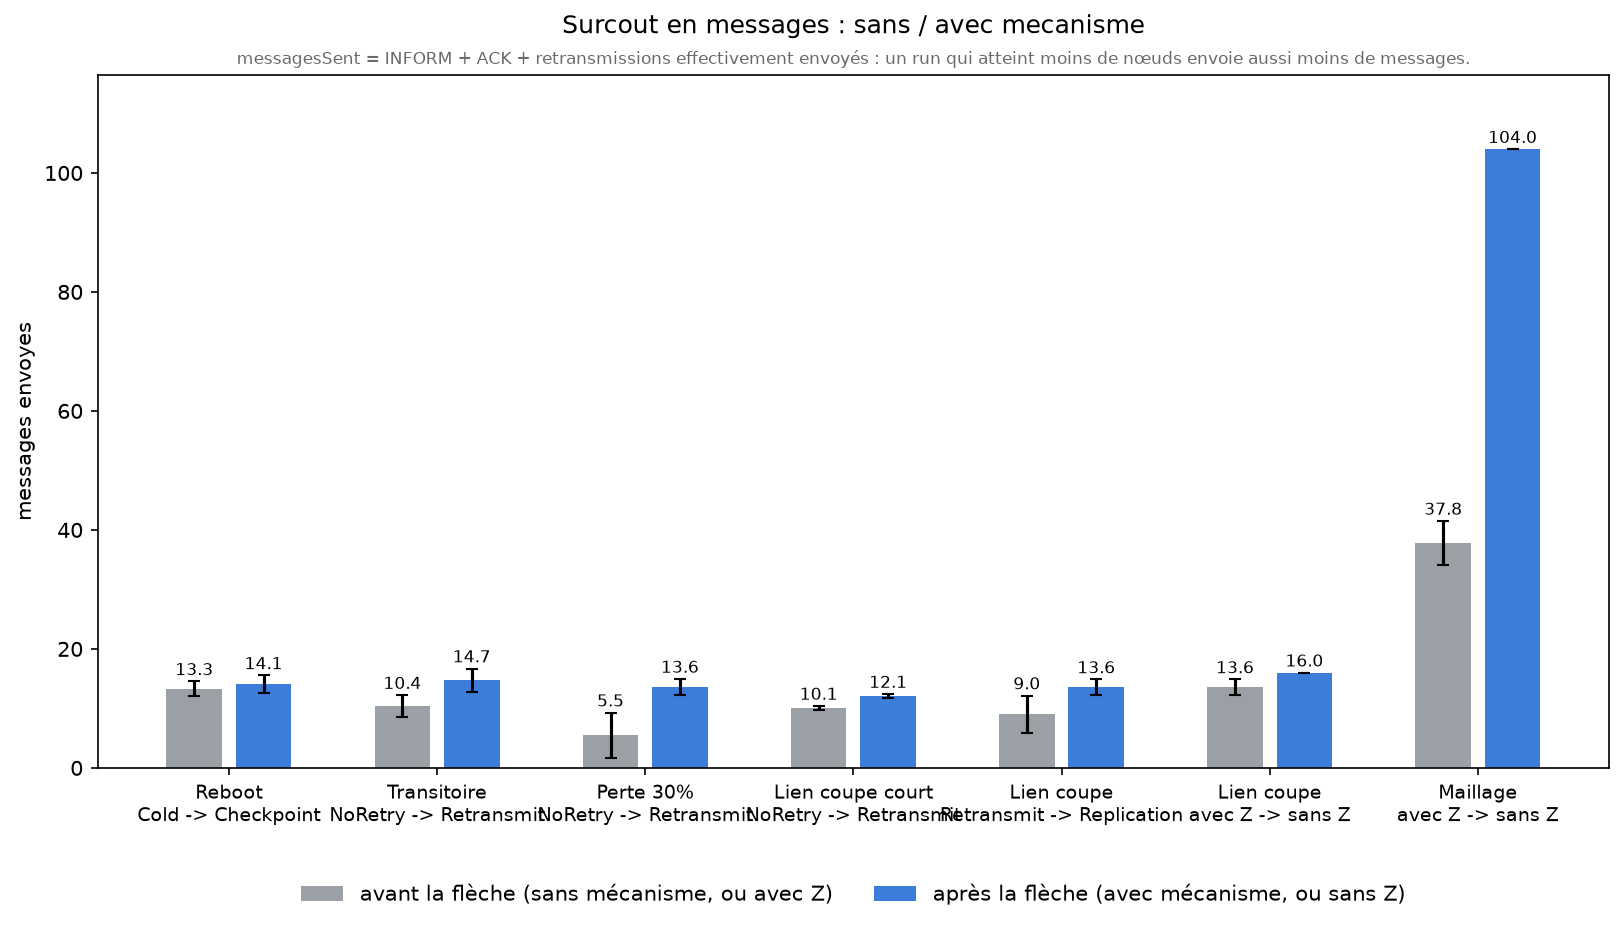 Surcout en messages : sans / avec mecanisme
messagesSent = INFORM + ACK + retransmissions effectivement envoyés : un run qui atteint moins de nœuds envoie aussi moins de messages.
messages envoyes
100
80
60
40
20
0
13.3
14.1
10.4
14.7
5.5
13.6
10.1
12.1
9.0
13.6
13.6
16.0
37.8
104.0
Reboot
Cold -> Checkpoint
Transitoire
NoRetry -> Retransmit
Perte 30%
NoRetry -> Retransmit
Lien coupe court
NoRetry -> Retransmit
Lien coupe
Retransmit -> Replication
Lien coupe
avec Z -> sans Z
Maillage
avec Z -> sans Z
avant la flèche (sans mécanisme, ou avec Z)
après la flèche (avec mécanisme, ou sans Z)